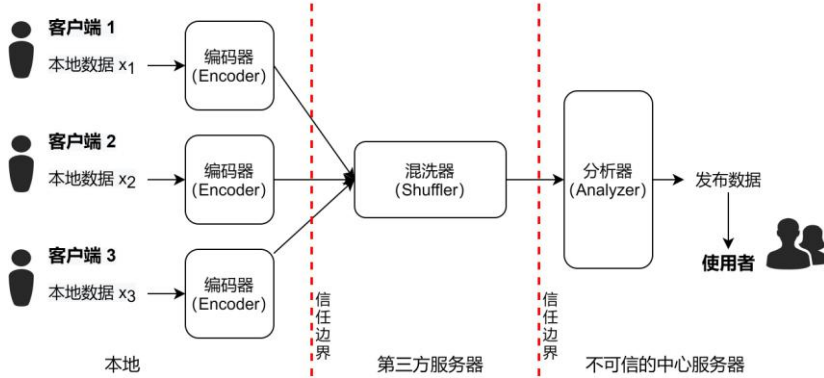 客户端 1
本地数据 x1
编码器
(Encoder)
客户端 2
本地数据 x2
编码器
(Encoder)
客户端 3
本地数据 x3
编码器
(Encoder)
混洗器
(Shuffler)
分析器
(Analyzer)
发布数据
使用者
信任边界
信任边界
本地
第三方服务器
不可信的中心服务器